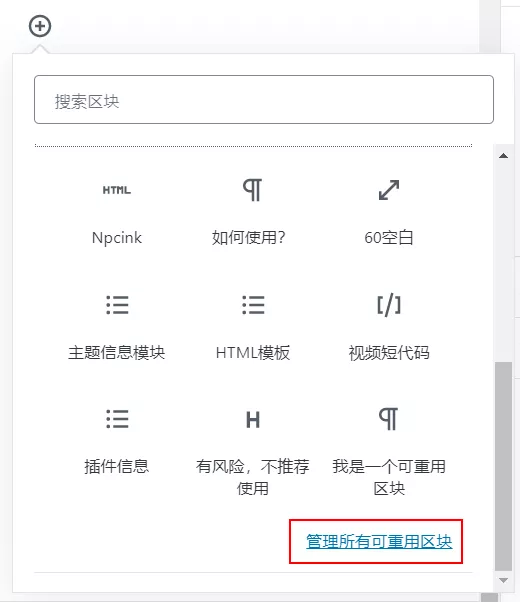 搜索区块
HTML
Npcink
如何使用?
60空白
主题信息模块
HTML模板
视频短代码
插件信息
有风险，不推荐
使用
我是一个可重用
区块
管理所有可重用区块